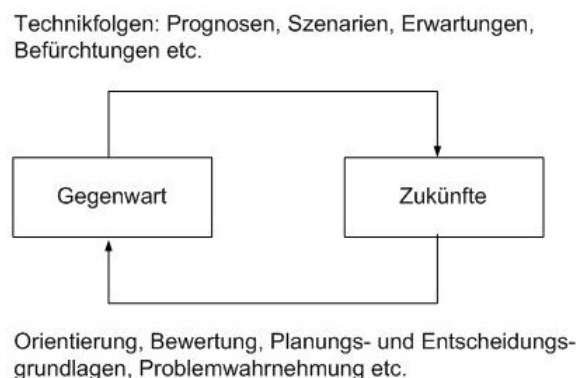 Technikfolgen: Prognosen, Szenarien, Erwartungen,
Befürchtungen etc.
Gegenwart
Zukünfte
Orientierung, Bewertung, Planungs- und Entscheidungs-
grundlagen, Problemwahrnehmung etc.